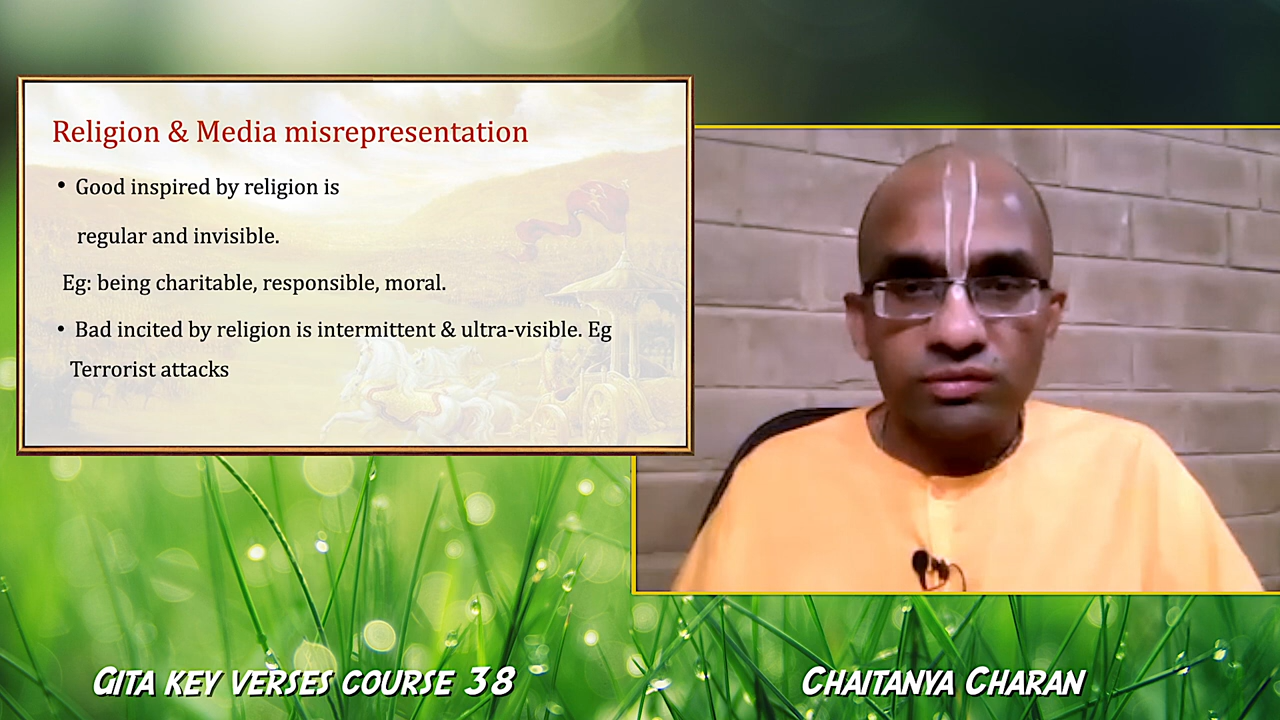 Religion & Media misrepresentation
• Good inspired by religion is
regular and invisible.
Eg: being charitable, responsible, moral.
• Bad incited by religion is intermittent & ultra-visible. Eg
Terrorist attacks
GITA KEY VERSES COURSE 38
CHAITANYA CHARAN